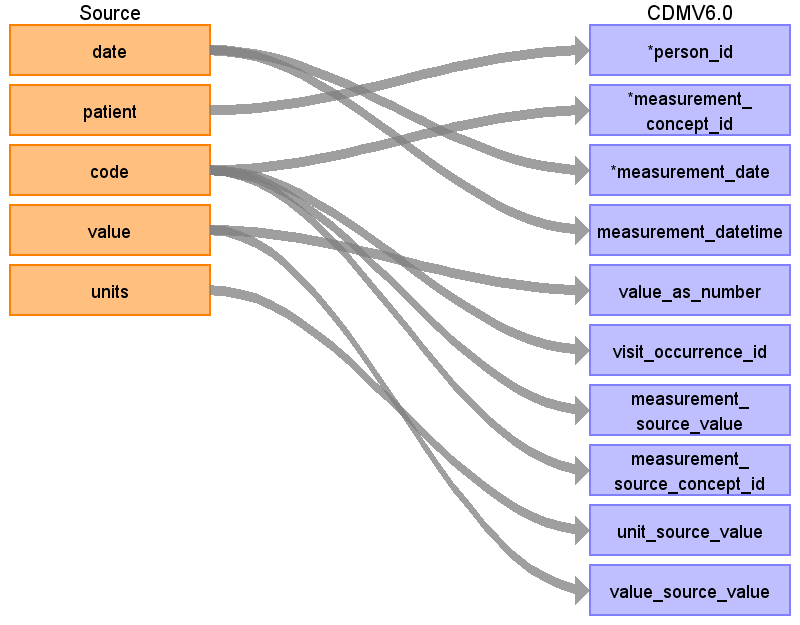 Source
CDMV6.0
date
*person_id
patient
*measurement_
concept_id
code
*measurement_date
value
measurement_datetime
units
value_as_number
visit_occurrence_id
measurement_
source_value
measurement_
source_concept_id
unit_source_value
value_source_value